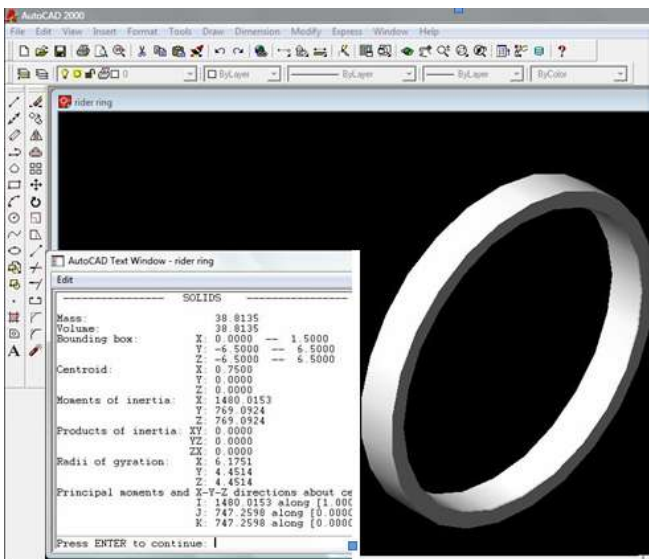 AutoCAD 2000
File Edit View Insert Format Tools Draw Dimension Modify Express Window Help
0 ByLayer ByLayer ByLayer ByColor
rider ring
A
AutoCAD Text Window - rider ring
Edit
---------------- SOLIDS ----------------
Mass: 38.8135
Volume: 38.8135
Bounding box: X: 0.0000 -- 1.5000
Y: -6.5000 -- 6.5000
Z: -6.5000 -- 6.5000
Centroid: X: 0.7500
Y: 0.0000
Z: 0.0000
Moments of inertia: X: 1480.0153
Y: 769.0924
Z: 769.0924
Products of inertia: XY: 0.0000
YZ: 0.0000
ZX: 0.0000
Radii of gyration: X: 6.1751
Y: 4.4514
Z: 4.4514
Principal moments and X-Y-Z directions about ce
I: 1480.0153 along [1.000
J: 747.2598 along [0.0000
K: 747.2598 along [0.0000
Press ENTER to continue: